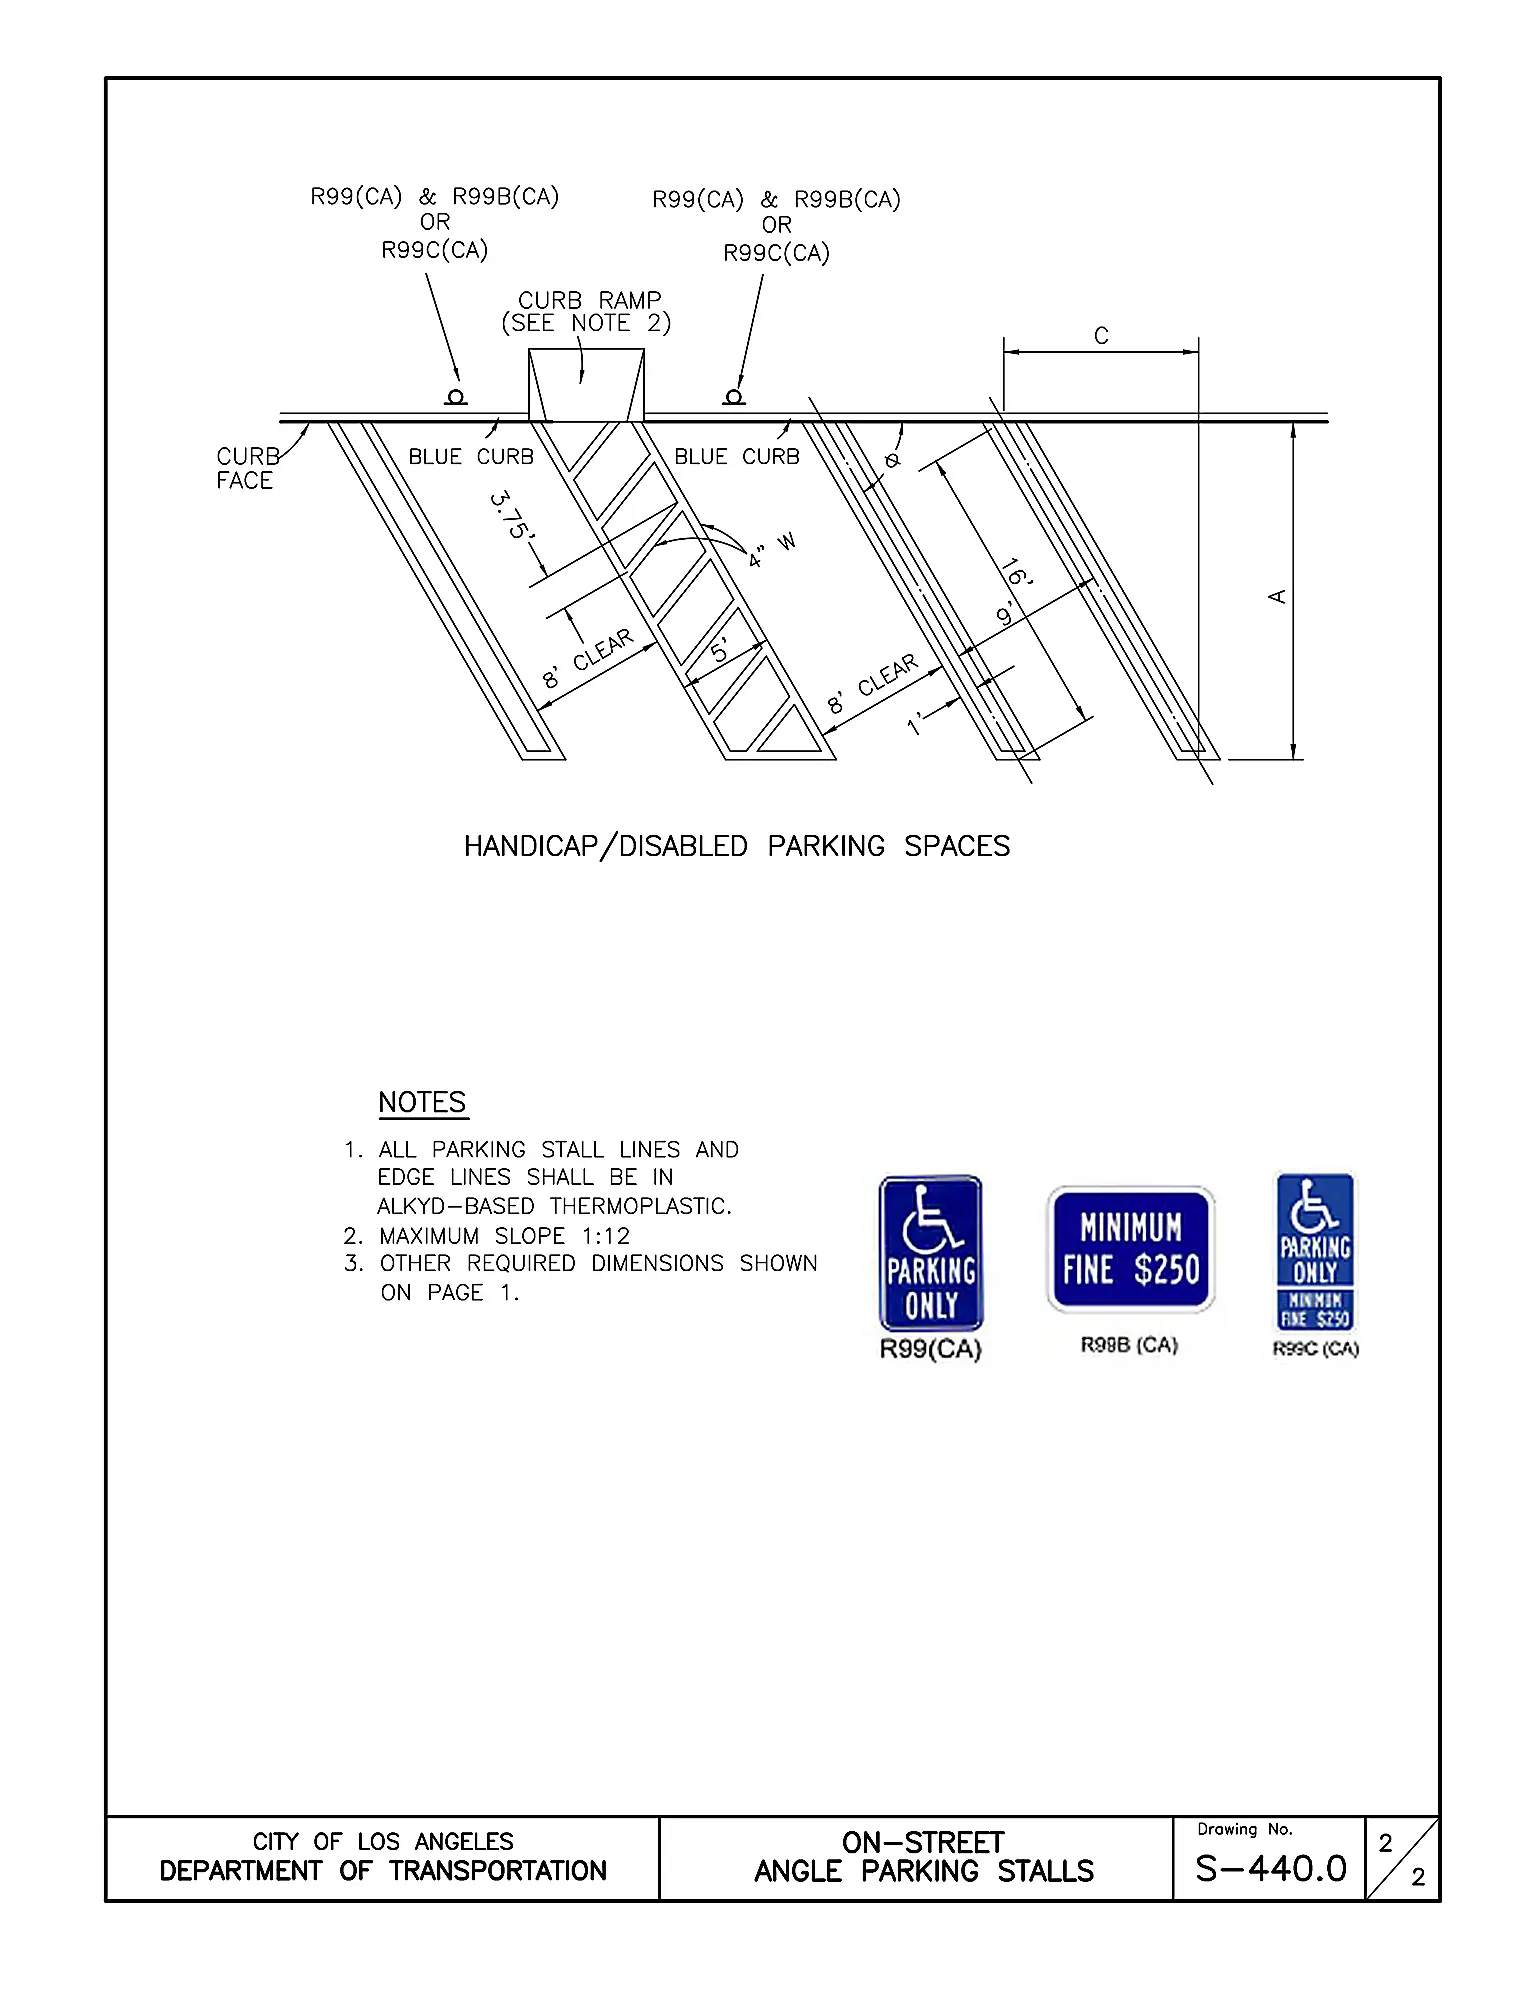 R99(CA) & R99B(CA)
OR
R99C(CA)
R99(CA) & R99B(CA)
OR
R99C(CA)
CURB RAMP
(SEE NOTE 2)
C
CURB
FACE
BLUE CURB
BLUE CURB
Φ
3.75'
4" W
16'
9'
A
8' CLEAR
5'
8' CLEAR
1'
HANDICAP/DISABLED PARKING SPACES
NOTES
1. ALL PARKING STALL LINES AND
EDGE LINES SHALL BE IN
ALKYD-BASED THERMOPLASTIC.
2. MAXIMUM SLOPE 1:12
3. OTHER REQUIRED DIMENSIONS SHOWN
ON PAGE 1.
PARKING
ONLY
R99(CA)
MINIMUM
FINE $250
R99B (CA)
PARKING
ONLY
MINIMUM
FINE $250
R99C (CA)
CITY OF LOS ANGELES
DEPARTMENT OF TRANSPORTATION
ON-STREET
ANGLE PARKING STALLS
Drawing No.
S-440.0
2/2